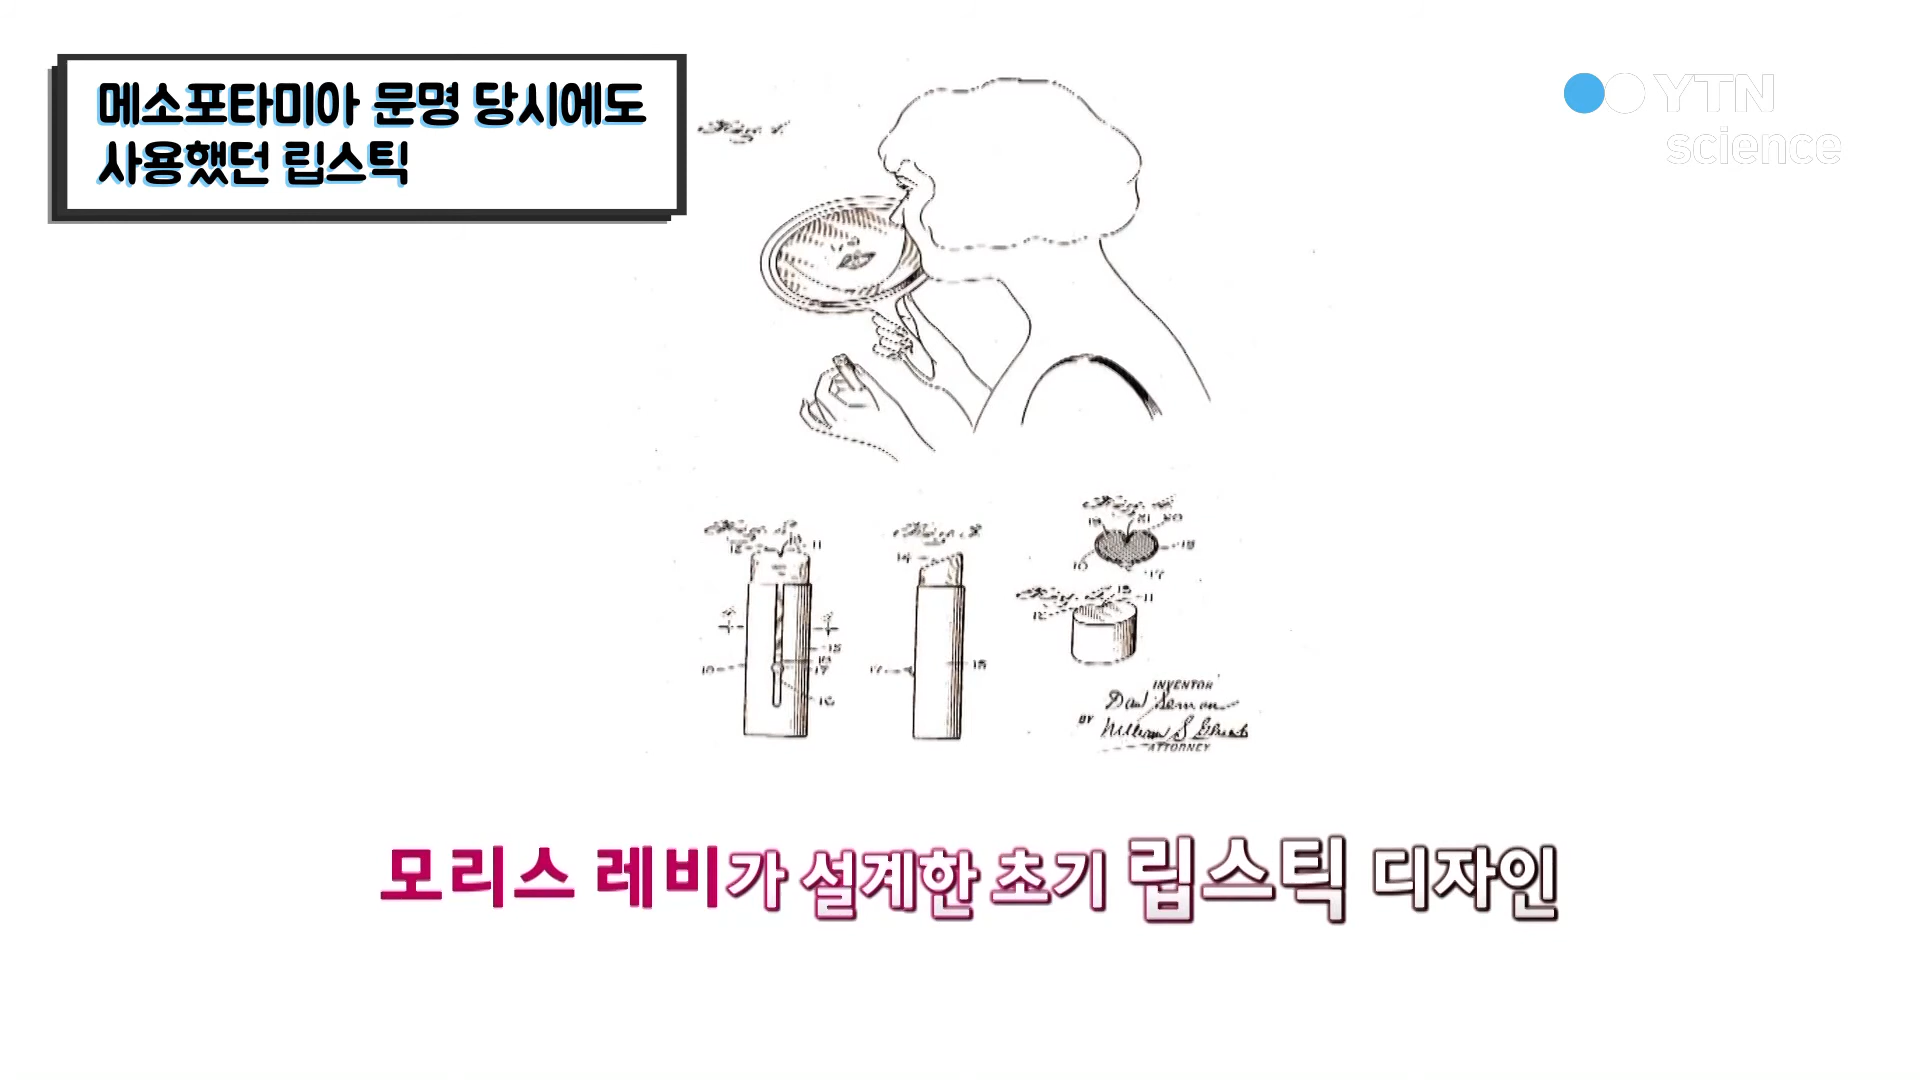 메소포타미아 문명 당시에도
사용했던 립스틱
YTN
science
INVENTOR
BY
ATTORNEY
모리스 레비가 설계한 초기 립스틱 디자인